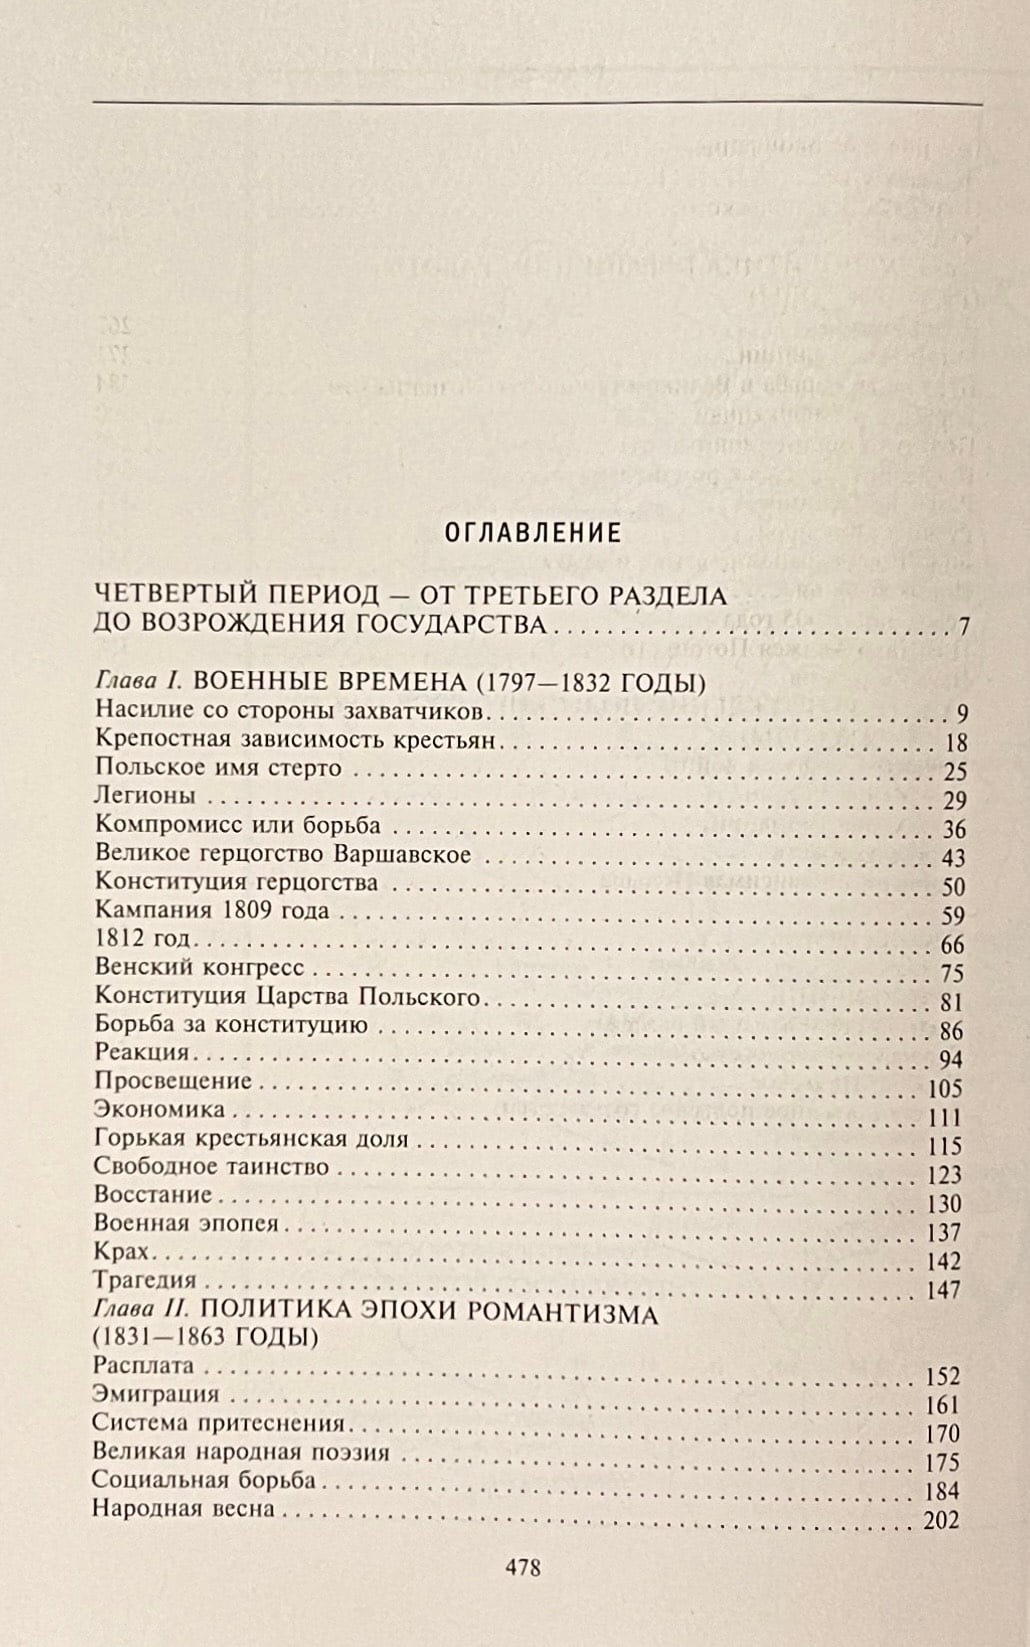 ОГЛАВЛЕНИЕ
ЧЕТВЕРТЫЙ ПЕРИОД — ОТ ТРЕТЬЕГО РАЗДЕЛА
ДО ВОЗРОЖДЕНИЯ ГОСУДАРСТВА 7
Глава I. ВОЕННЫЕ ВРЕМЕНА (1797—1832 ГОДЫ)
Насилие со стороны захватчиков 9
Крепостная зависимость крестьян 18
Польское имя стерто 25
Легионы 29
Компромисс или борьба 36
Великое герцогство Варшавское 43
Конституция герцогства 50
Кампания 1809 года 59
1812 год 66
Венский конгресс 75
Конституция Царства Польского 81
Борьба за конституцию 86
Реакция 94
Просвещение 105
Экономика 111
Горькая крестьянская доля 115
Свободное таинство 123
Восстание 130
Военная эпопея 137
Крах 142
Трагедия 147
Глава II. ПОЛИТИКА ЭПОХИ РОМАНТИЗМА
(1831—1863 ГОДЫ)
Расплата 152
Эмиграция 161
Система притеснения 170
Великая народная поэзия 175
Социальная борьба 184
Народная весна 202
478